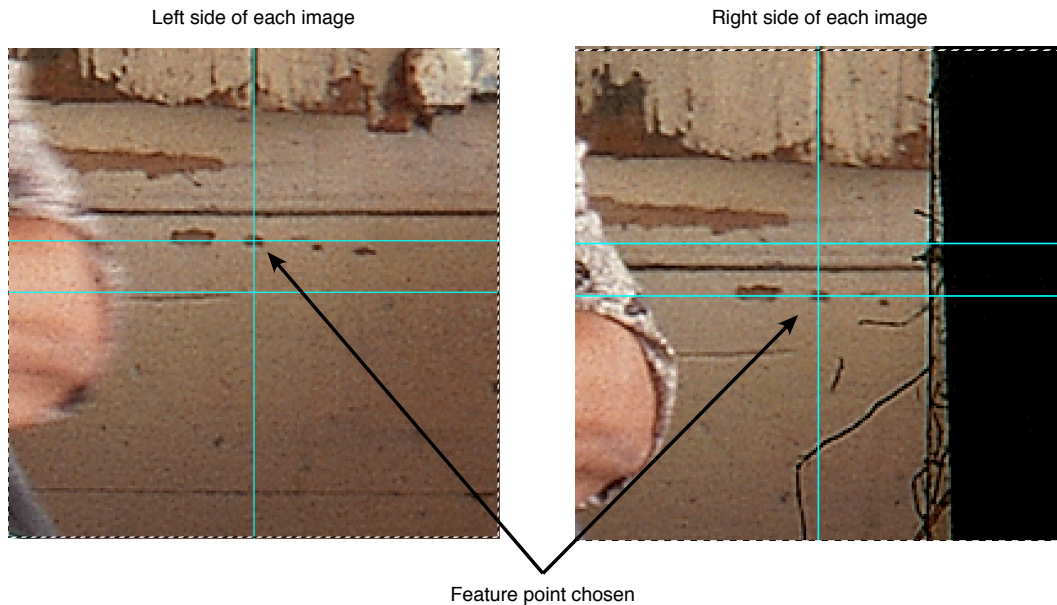 Left side of each image
Right side of each image
Feature point chosen